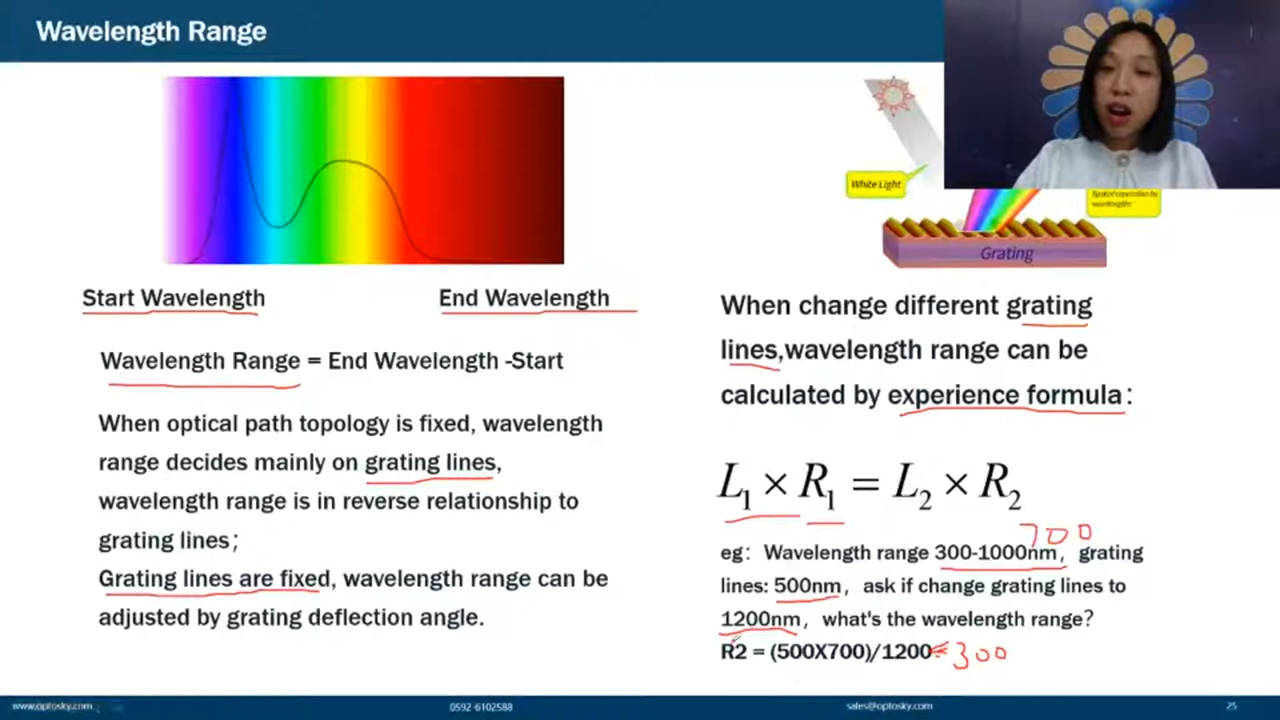 Wavelength Range
White Light
Grating
Start Wavelength
End Wavelength
Wavelength Range = End Wavelength -Start
When optical path topology is fixed, wavelength
range decides mainly on grating lines,
wavelength range is in reverse relationship to
grating lines；
Grating lines are fixed, wavelength range can be
adjusted by grating deflection angle.
When change different grating
lines,wavelength range can be
calculated by experience formula：
L₁ × R₁ = L₂ × R₂
700
eg： Wavelength range 300-1000nm， grating
lines: 500nm， ask if change grating lines to
1200nm，what's the wavelength range?
R2 = (500X700)/1200= 300
www.optosky.com
0592-6102588
sales@optosky.com
25